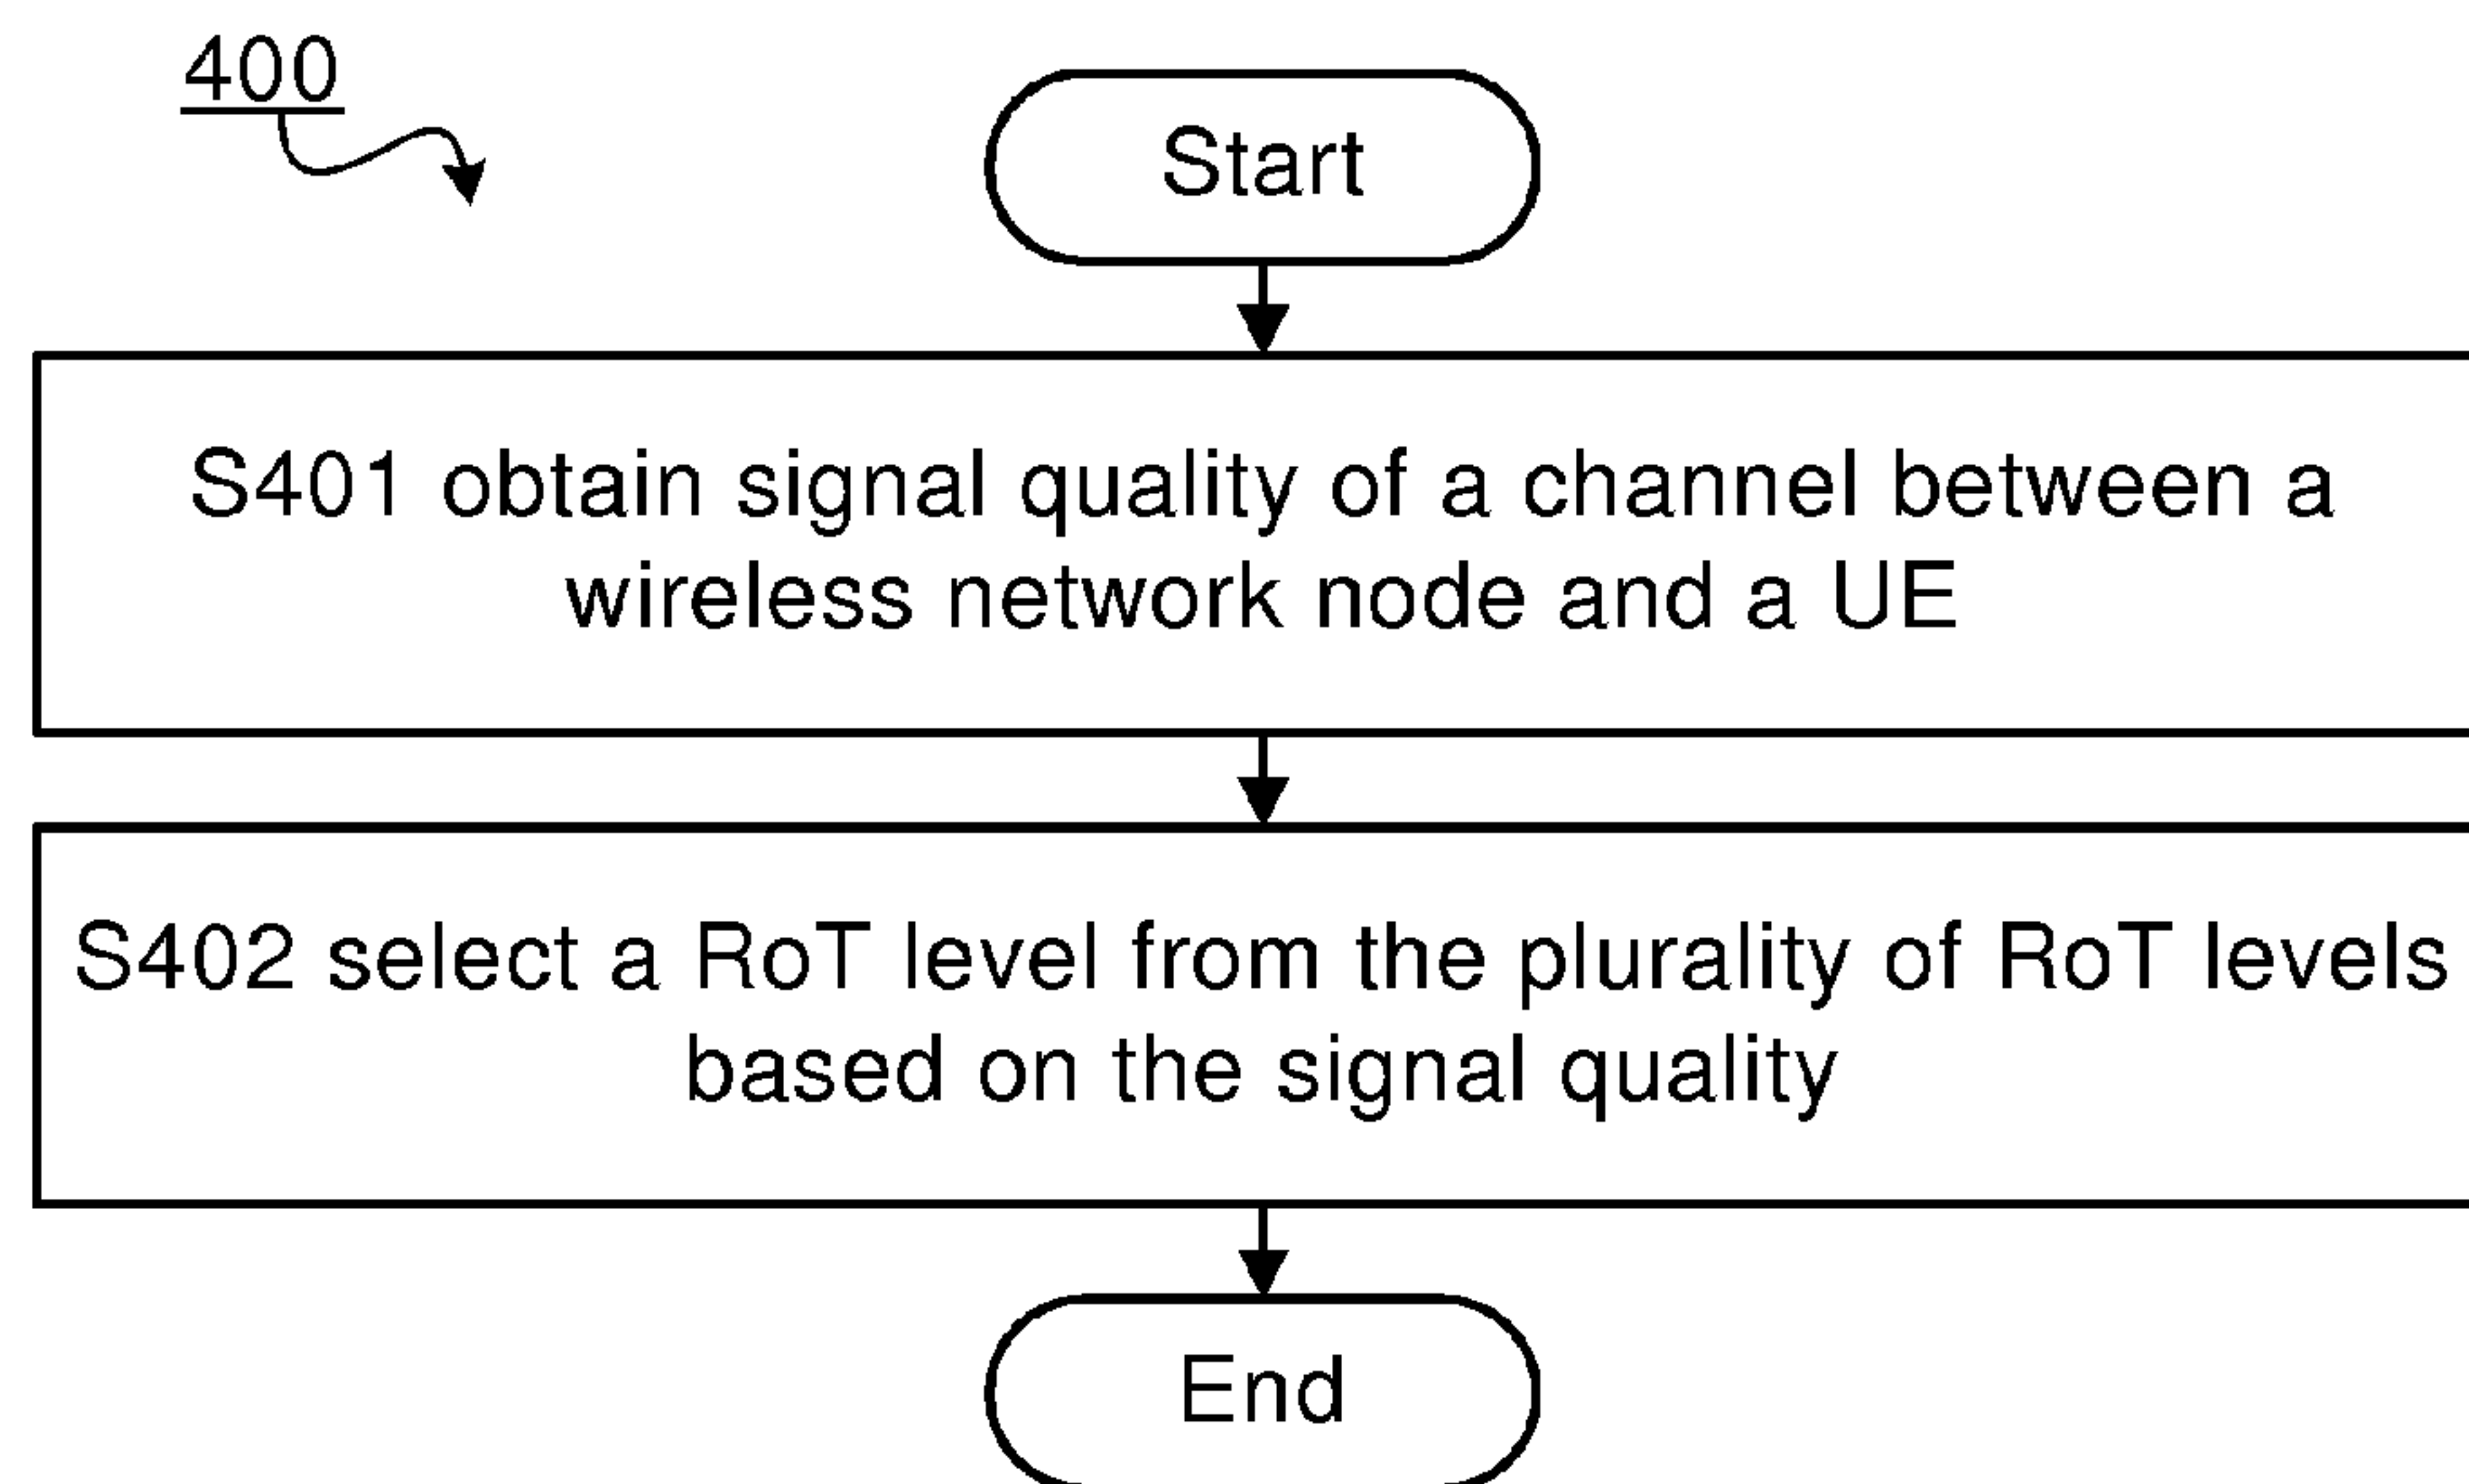 400
Start
S401 obtain signal quality of a channel between a
wireless network node and a UE
S402 select a RoT level from the plurality of RoT levels
based on the signal quality
End